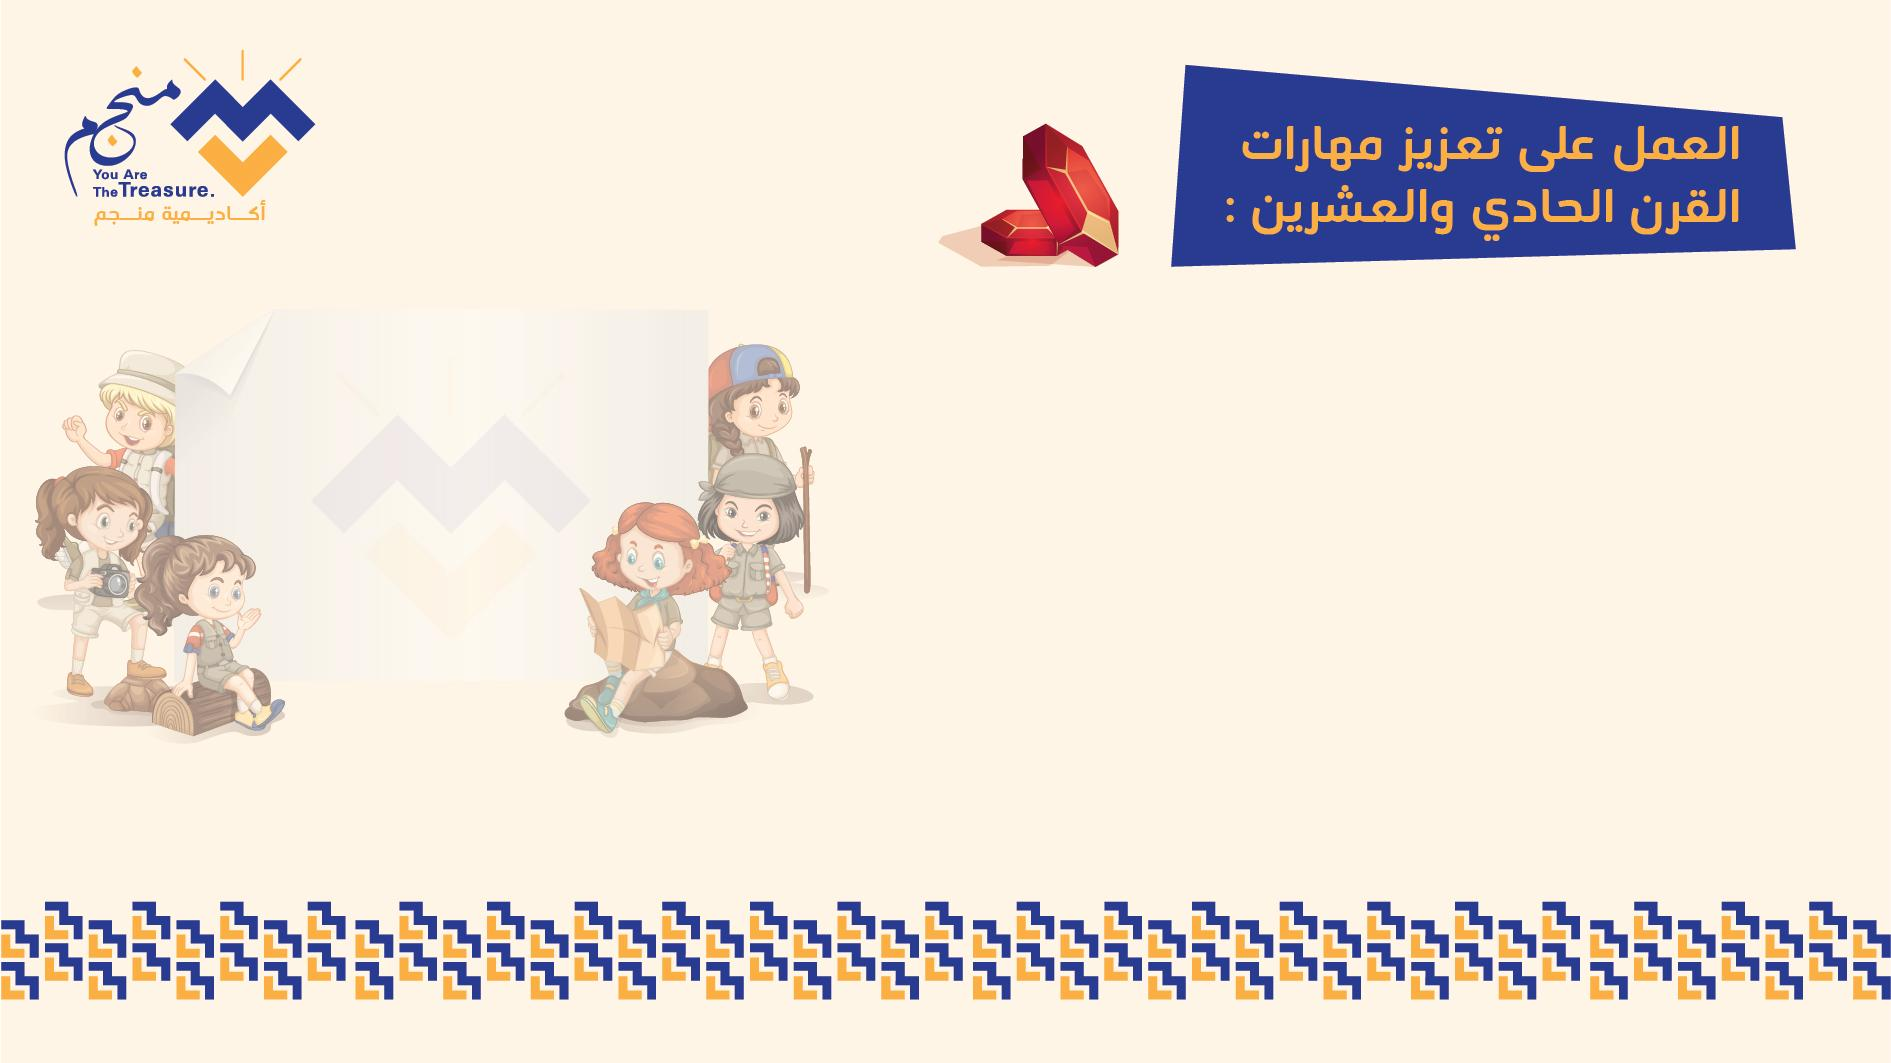 العمل على تعزيز مهارات
القرن الحادي والعشرين :
منجم
You Are
The Treasure.
أكـاديـمية منـجم